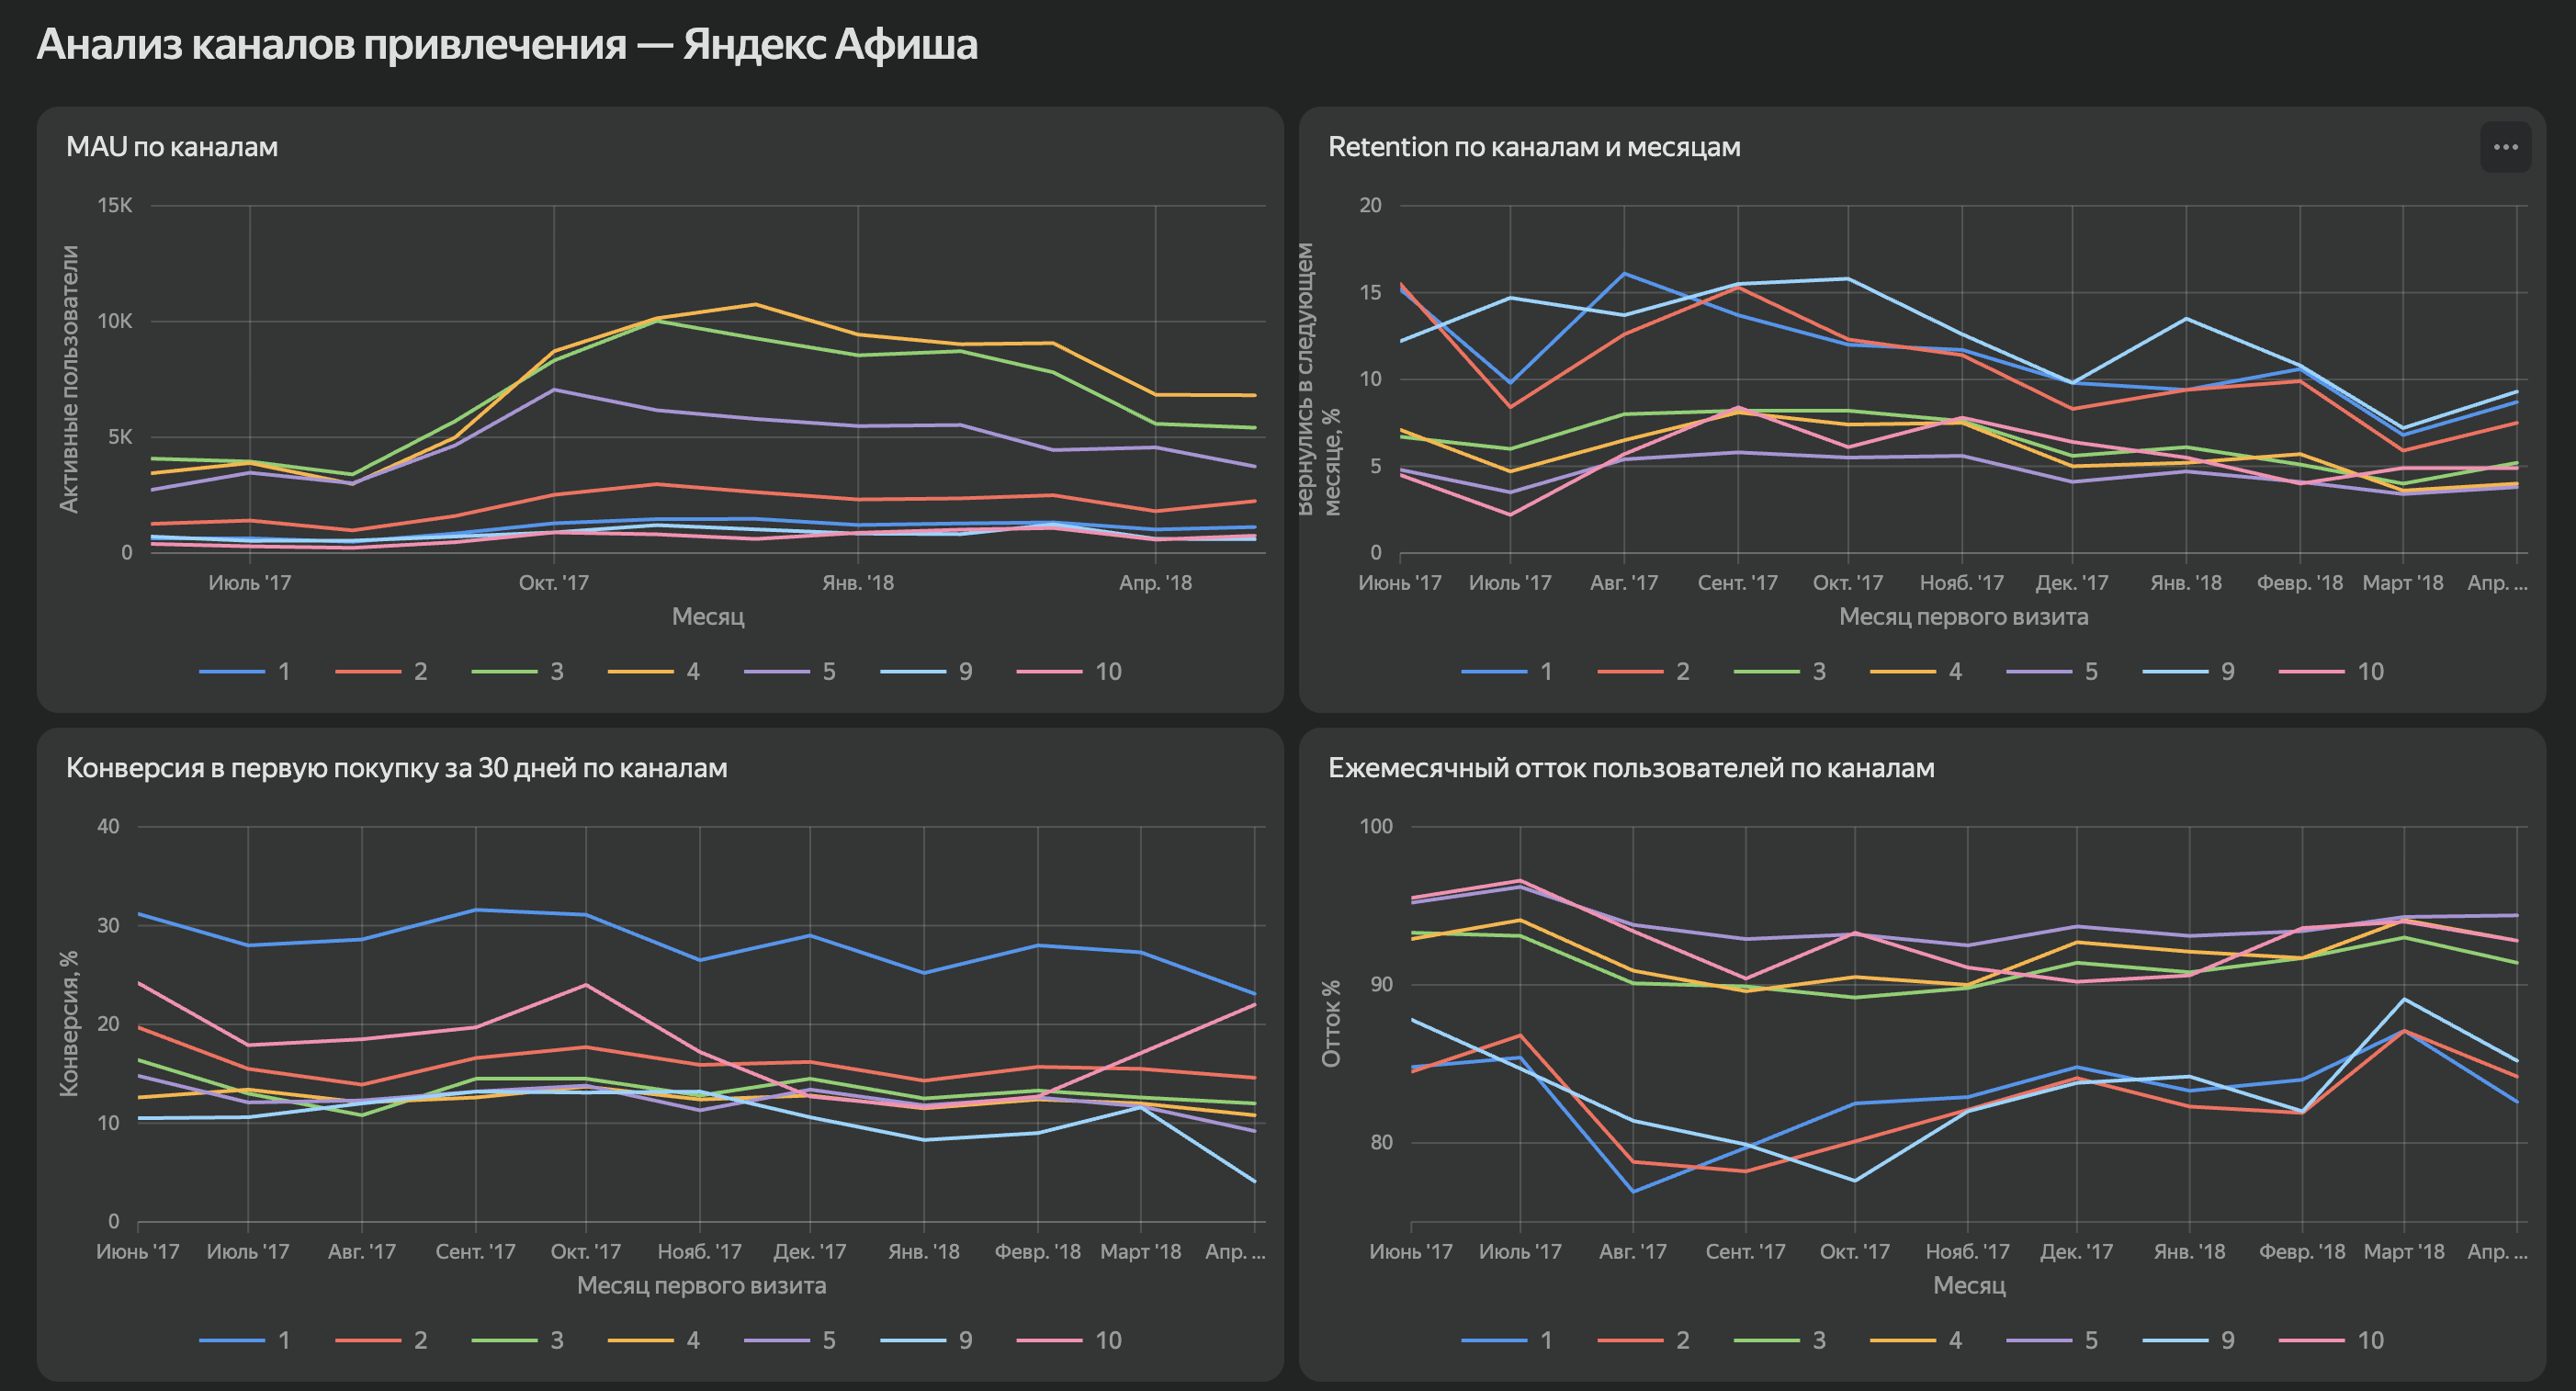 Анализ каналов привлечения — Яндекс Афиша
MAU по каналам
Активные пользователи
15K
10K
5K
0
Июль '17
Окт. '17
Янв. '18
Апр. '18
Месяц
1 2 3 4 5 9 10
Retention по каналам и месяцам
Вернулись в следующем
месяце, %
20
15
10
5
0
Июнь '17 Июль '17 Авг. '17 Сент. '17 Окт. '17 Нояб. '17 Дек. '17 Янв. '18 Февр. '18 Март '18 Апр. ...
Месяц первого визита
1 2 3 4 5 9 10
Конверсия в первую покупку за 30 дней по каналам
Конверсия, %
40
30
20
10
0
Июнь '17 Июль '17 Авг. '17 Сент. '17 Окт. '17 Нояб. '17 Дек. '17 Янв. '18 Февр. '18 Март '18 Апр. ...
Месяц первого визита
1 2 3 4 5 9 10
Ежемесячный отток пользователей по каналам
Отток %
100
90
80
Июнь '17 Июль '17 Авг. '17 Сент. '17 Окт. '17 Нояб. '17 Дек. '17 Янв. '18 Февр. '18 Март '18 Апр. ...
Месяц
1 2 3 4 5 9 10